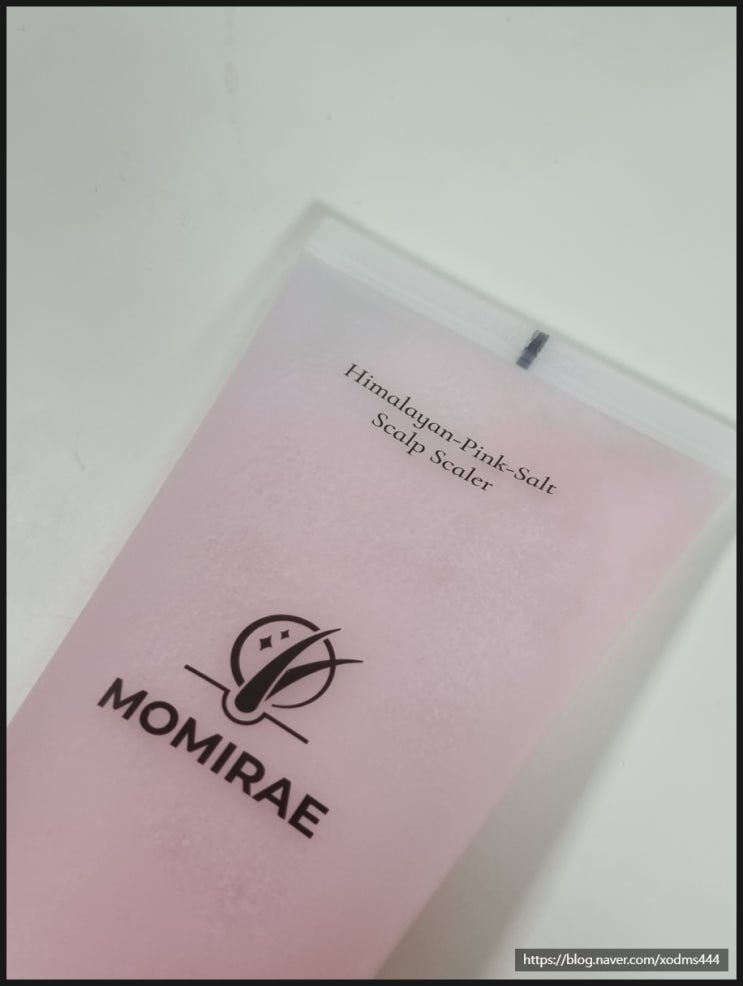 Himalayan-Pink-Salt
Scalp Scaler
MOMIRAE
https://blog.naver.com/xodms444